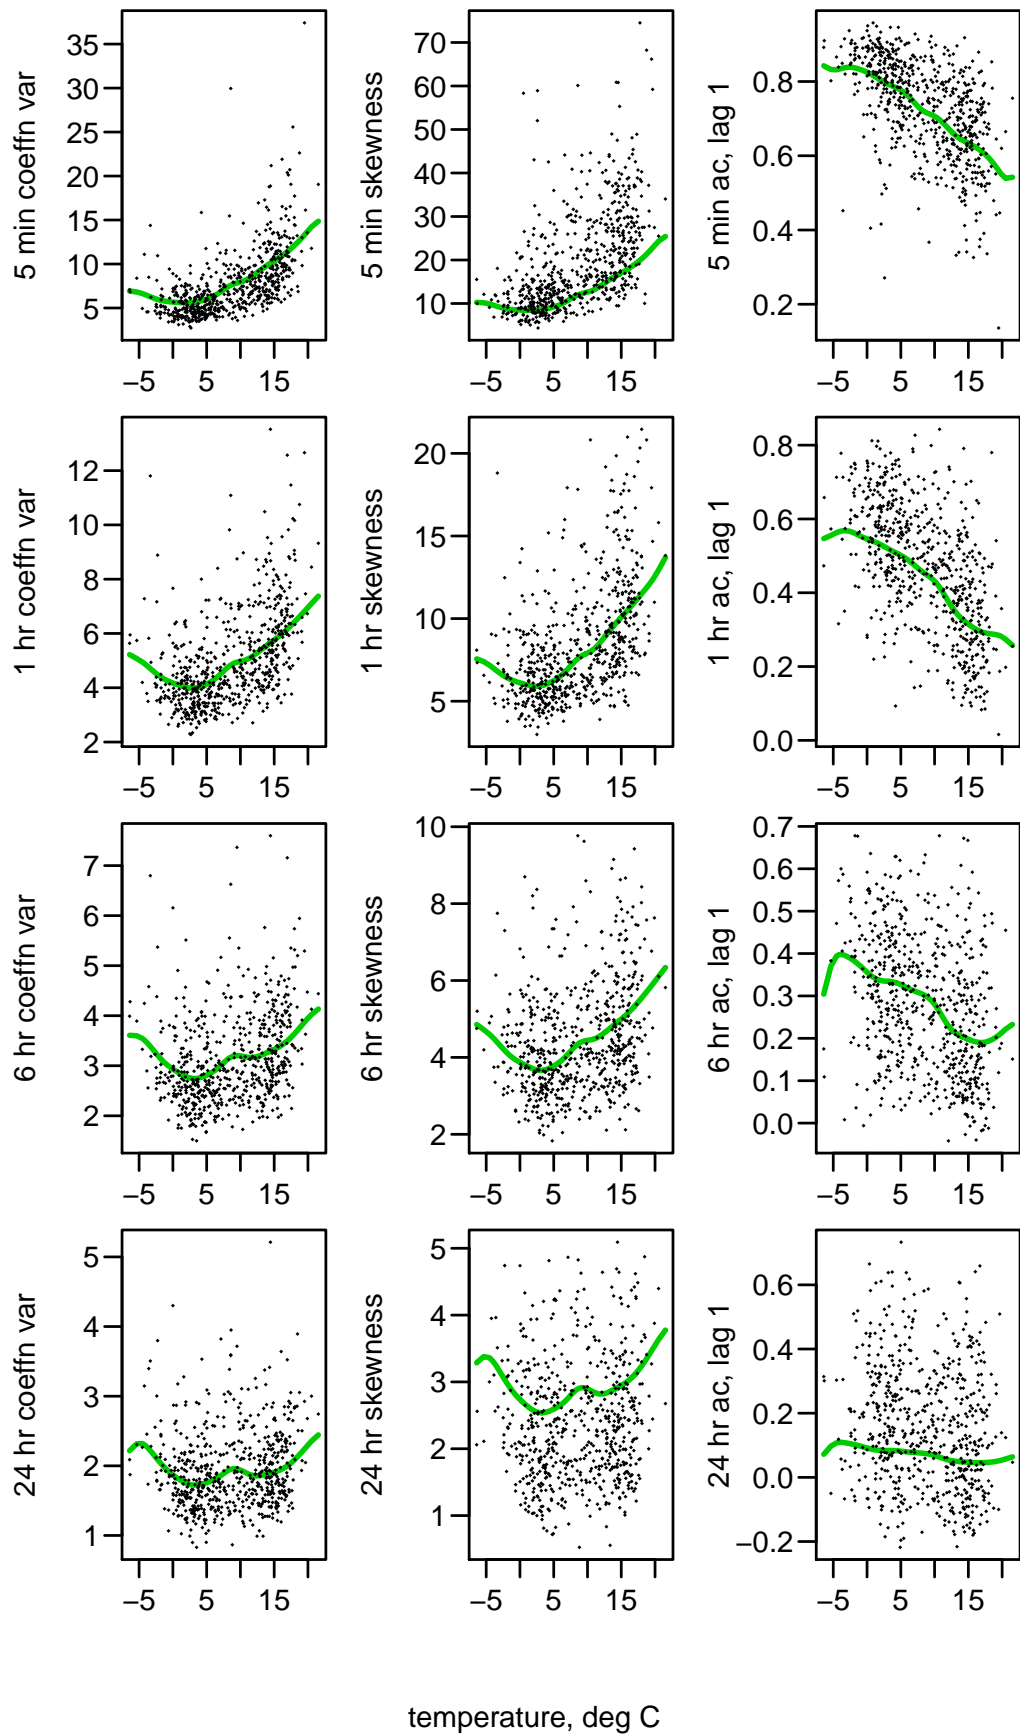 5 min coeffn var
5
10
15
20
25
30
35
−5 5 15
5 min skewness
10
20
30
40
50
60
70
−5 5 15
5 min ac, lag 1
0.2
0.4
0.6
0.8
−5 5 15
1 hr coeffn var
2
4
6
8
10
12
−5 5 15
1 hr skewness
5
10
15
20
−5 5 15
1 hr ac, lag 1
0.0
0.2
0.4
0.6
0.8
−5 5 15
6 hr coeffn var
2
3
4
5
6
7
−5 5 15
6 hr skewness
2
4
6
8
10
−5 5 15
6 hr ac, lag 1
0.0
0.1
0.2
0.3
0.4
0.5
0.6
0.7
−5 5 15
24 hr coeffn var
1
2
3
4
5
−5 5 15
24 hr skewness
1
2
3
4
5
−5 5 15
24 hr ac, lag 1
−0.2
0.0
0.2
0.4
0.6
−5 5 15
temperature, deg C